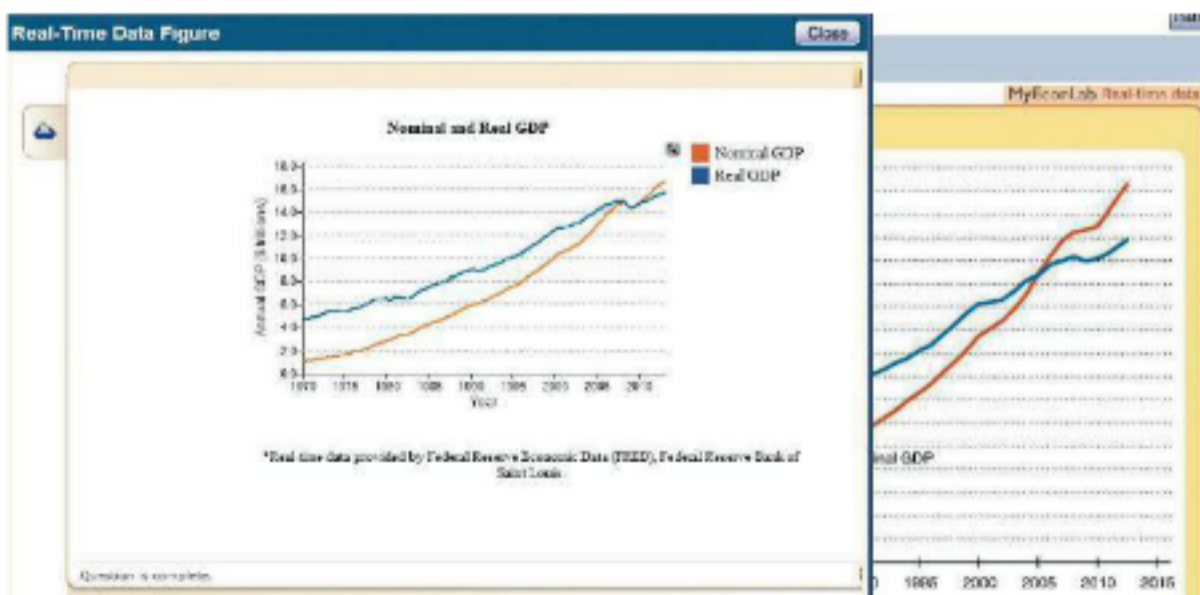 Real-Time Data Figure
Close
MyEconLab Real-time data
Nominal and Real GDP
Nominal GDP
Real GDP
18.0
16.0
14.0
12.0
10.0
8.0
6.0
4.0
2.0
0.0
Annual GDP ($ trillions)
1970 1975 1980 1985 1990 1995 2000 2005 2010
Year
*Real-time data provided by Federal Reserve Economic Data (FRED), Federal Reserve Bank of
Saint Louis
Question is complete.
inal GDP
1995 2000 2005 2010 2015